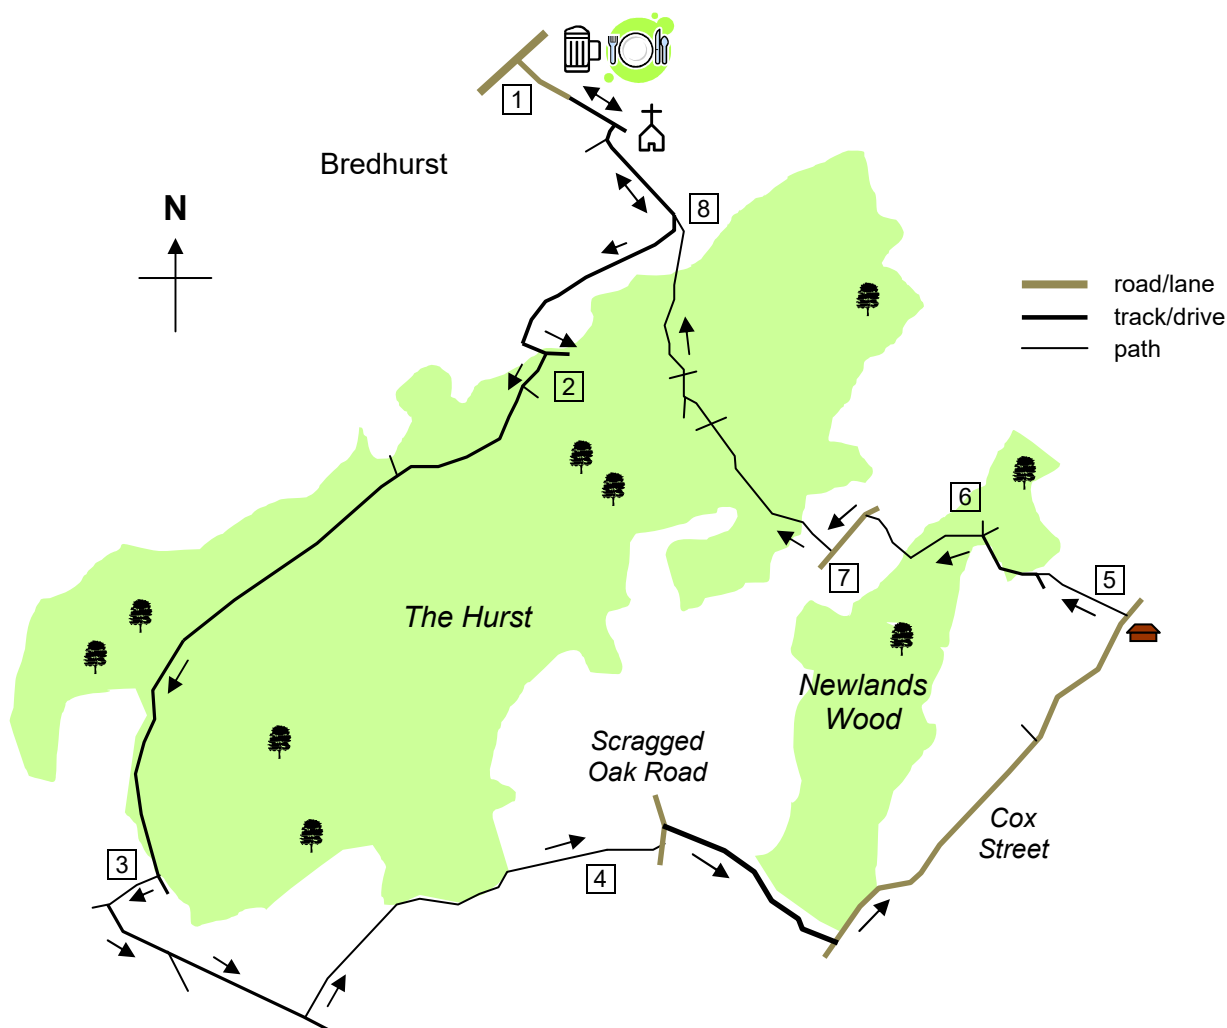 1
Bredhurst
8
N
road/lane
track/drive
path
2
6
7
5
The Hurst
Newlands
Wood
Scragged
Oak Road
Cox
Street
3
4